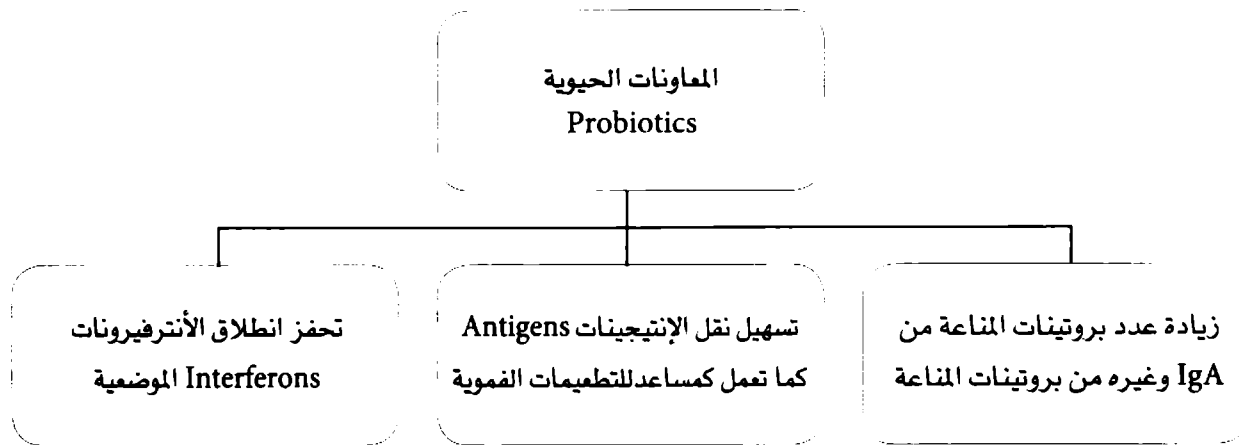 المعاونات الحيوية
Probiotics
زيادة عدد بروتينات المناعة من
IgA وغيره من بروتينات المناعة
تسهيل نقل الإنتيجينات Antigens
كما تعمل كمساعدللتطعيمات الفموية
تحفز انطلاق الأنترفيرونات
Interferons الموضعية